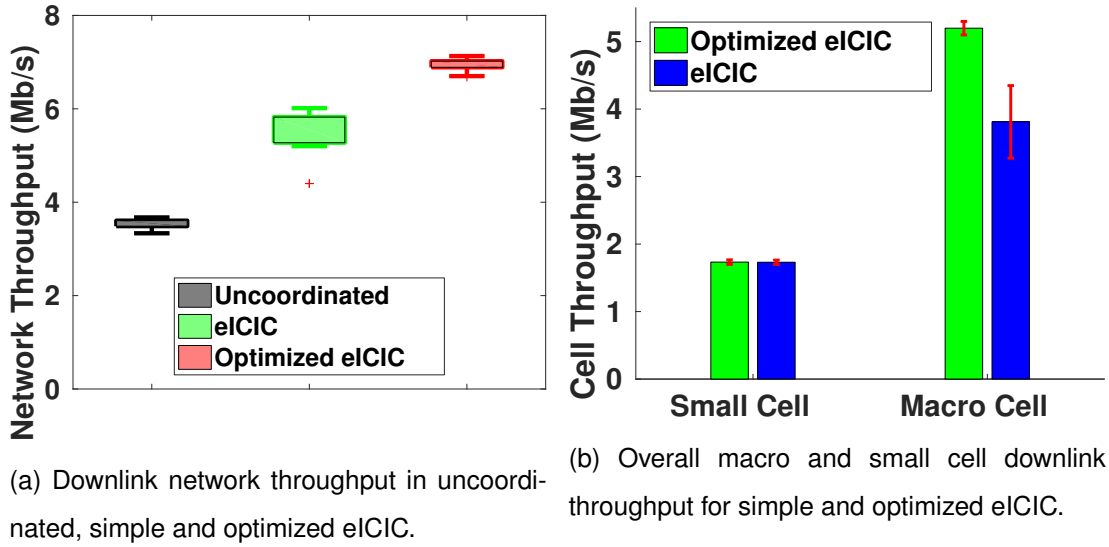 Network Throughput (Mb/s)
8
6
4
2
0
Uncoordinated
eICIC
Optimized eICIC
(a) Downlink network throughput in uncoordi-
nated, simple and optimized eICIC.
Cell Throughput (Mb/s)
5
4
3
2
1
0
Optimized eICIC
eICIC
Small Cell
Macro Cell
(b) Overall macro and small cell downlink
throughput for simple and optimized eICIC.